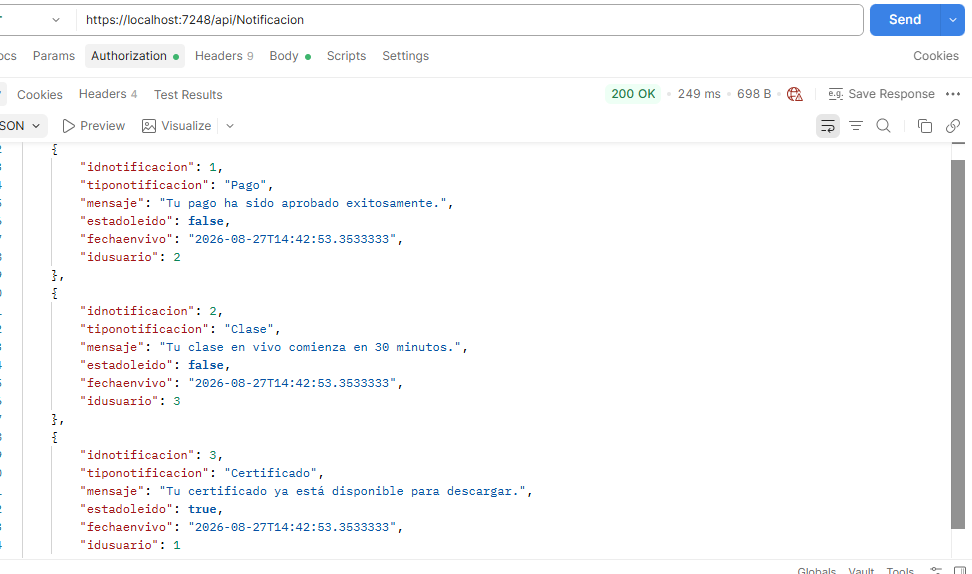 https://localhost:7248/api/Notificacion Send
ocs Params Authorization Headers 9 Body Scripts Settings Cookies
Cookies Headers 4 Test Results 200 OK • 249 ms • 698 B • e.g. Save Response
SON Preview Visualize
{
"idnotificacion": 1,
"tiponotificacion": "Pago",
"mensaje": "Tu pago ha sido aprobado exitosamente.",
"estadoleido": false,
"fechaenvivo": "2026-08-27T14:42:53.3533333",
"idusuario": 2
},
{
"idnotificacion": 2,
"tiponotificacion": "Clase",
"mensaje": "Tu clase en vivo comienza en 30 minutos.",
"estadoleido": false,
"fechaenvivo": "2026-08-27T14:42:53.3533333",
"idusuario": 3
},
{
"idnotificacion": 3,
"tiponotificacion": "Certificado",
"mensaje": "Tu certificado ya está disponible para descargar.",
"estadoleido": true,
"fechaenvivo": "2026-08-27T14:42:53.3533333",
"idusuario": 1
Globals Vault Tools